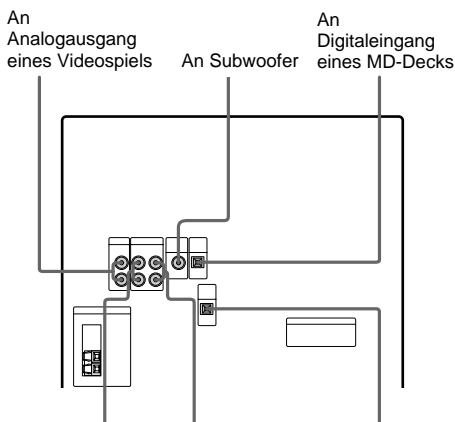 An
Analogausgang
eines Videospiels
An Subwoofer
An
Digitaleingang
eines MD-Decks